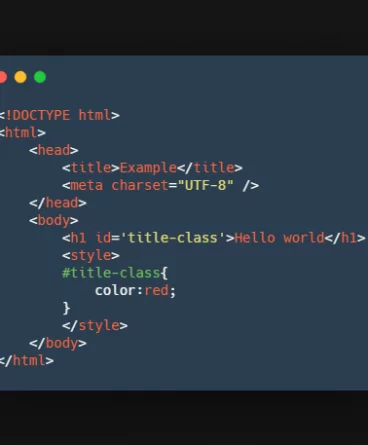 <!DOCTYPE html>
<html>
<head>
<title>Example</title>
<meta charset="UTF-8" />
</head>
<body>
<h1 id='title-class'>Hello world</h1>
<style>
#title-class{
color:red;
}
</style>
</body>
</html>